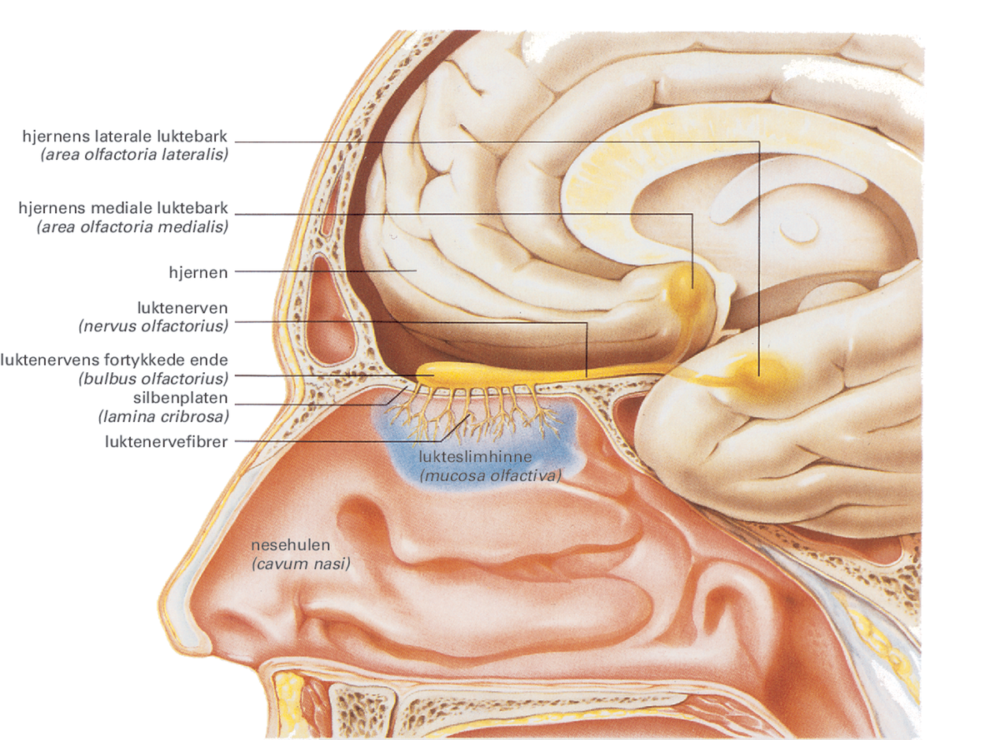 hjernens laterale luktebark
(area olfactoria lateralis)
hjernens mediale luktebark
(area olfactoria medialis)
hjernen
luktenerven
(nervus olfactorius)
luktenervens fortykkede ende
(bulbus olfactorius)
silbenplaten
(lamina cribrosa)
luktenervefibrer
lukteslimhinne
(mucosa olfactiva)
nesehulen
(cavum nasi)